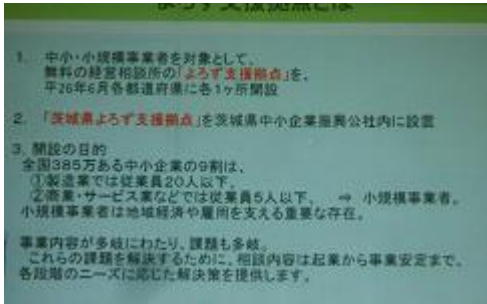 よろず支援拠点とは
1. 中小・小規模事業者を対象として、
無料の経営相談所の「よろず支援拠点」を、
平26年6月各都道府県に各1ヶ所開設
2. 「茨城県よろず支援拠点」を茨城県中小企業振興公社内に設置
3. 開設の目的
全国385万ある中小企業の9割は、
①製造業では従業員20人以下、
②商業・サービス業などでは従業員5人以下、 ⇒ 小規模事業者。
小規模事業者は地域経済や雇用を支える重要な存在。
事業内容が多岐にわたり、課題も多岐。
これらの課題を解決するために、相談内容は起業から事業安定まで、
各段階のニーズに応じた解決策を提供します。